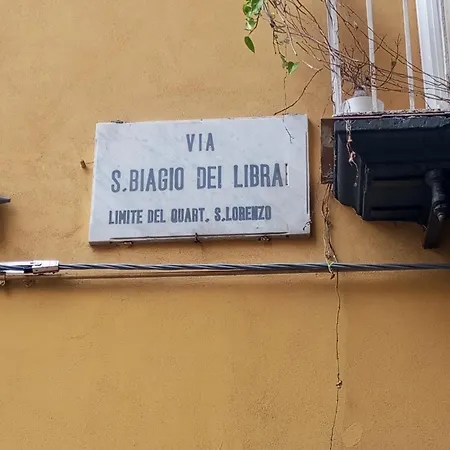 VIA
S.BIAGIO DEI LIBRAI
LIMITE DEL QUART. S.LORENZO